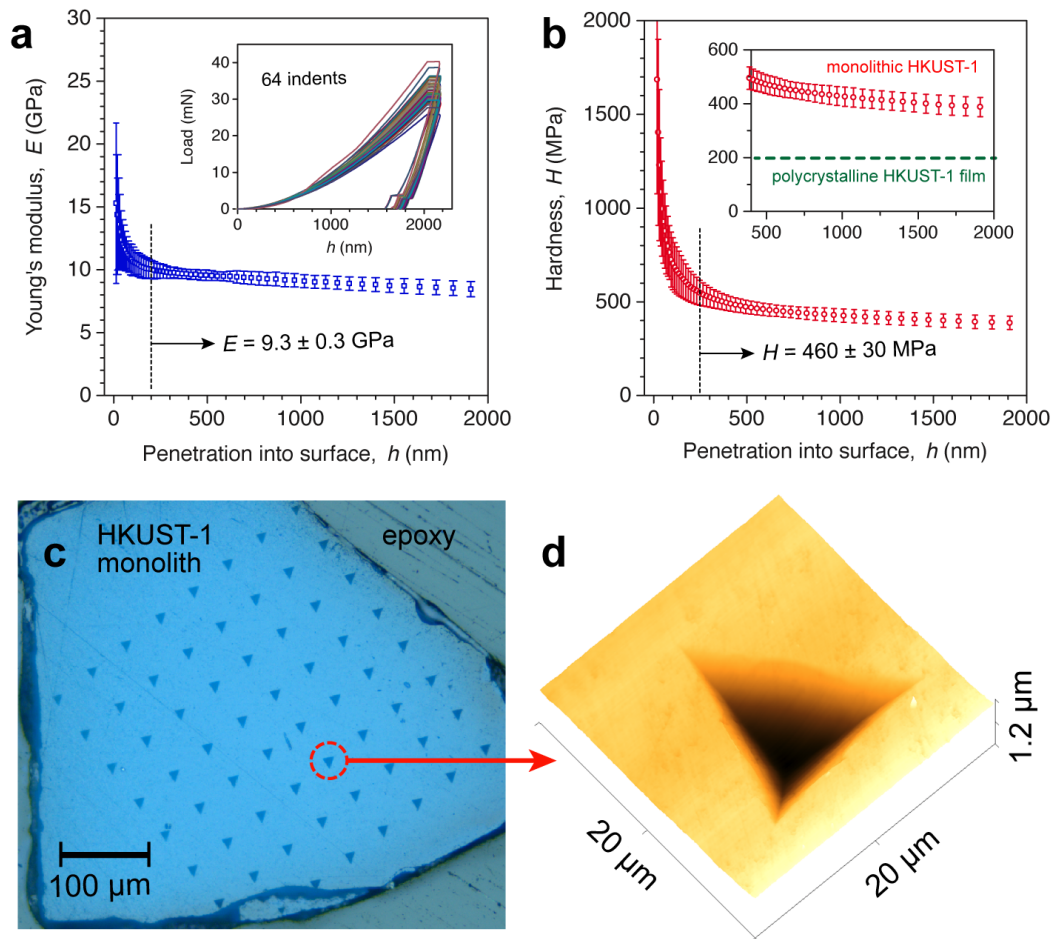 a
30
25
20
15
10
5
0
Young's modulus, E (GPa)
0 500 1000 1500 2000
Penetration into surface, h (nm)
E = 9.3 ± 0.3 GPa
64 indents
Load (mN)
40
30
20
10
0
0 1000 2000
h (nm)
b
2000
1500
1000
500
0
Hardness, H (MPa)
0 500 1000 1500 2000
Penetration into surface, h (nm)
H = 460 ± 30 MPa
600
400
200
0
monolithic HKUST-1
polycrystalline HKUST-1 film
500 1000 1500 2000
c
HKUST-1
monolith
epoxy
100 μm
d
1.2 μm
20 μm
20 μm